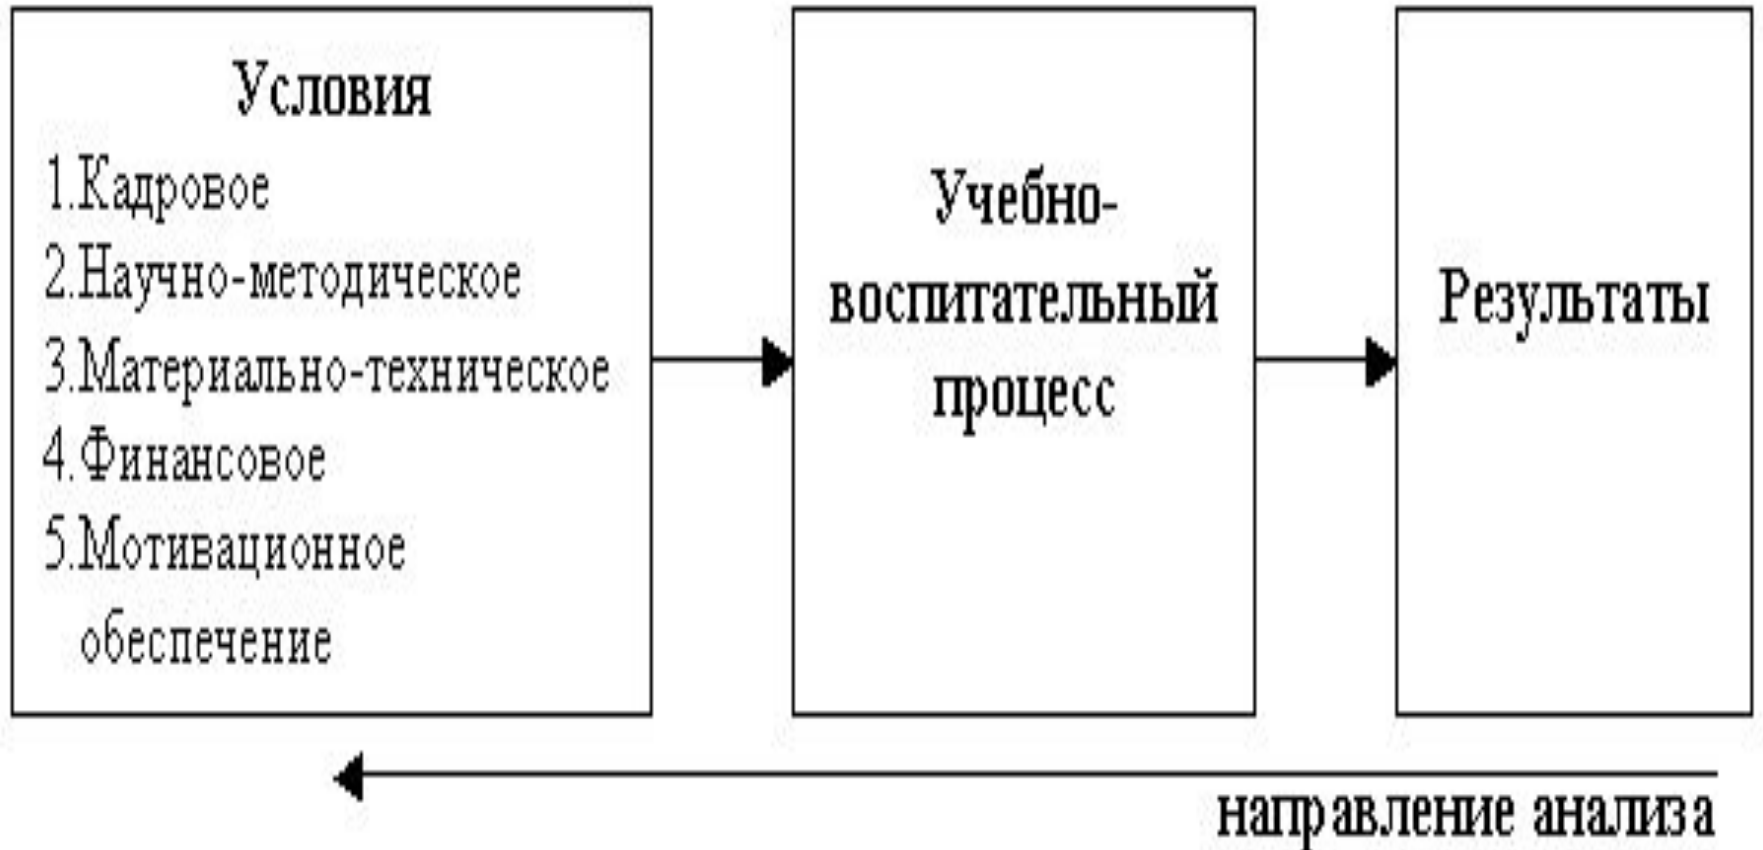 Условия
1.Кадровое
2.Научно-методическое
3.Материально-техническое
4.Финансовое
5.Мотивационное
обеспечение
Учебно-
воспитательный
процесс
Результаты
направление анализа